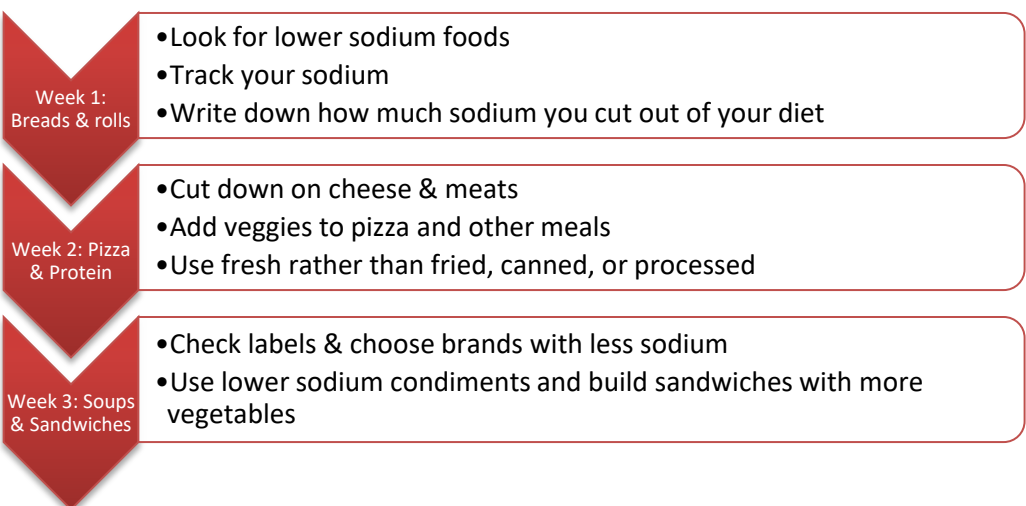 Week 1:
Breads & rolls
•Look for lower sodium foods
•Track your sodium
•Write down how much sodium you cut out of your diet
Week 2: Pizza
& Protein
•Cut down on cheese & meats
•Add veggies to pizza and other meals
•Use fresh rather than fried, canned, or processed
Week 3: Soups
& Sandwiches
•Check labels & choose brands with less sodium
•Use lower sodium condiments and build sandwiches with more
vegetables